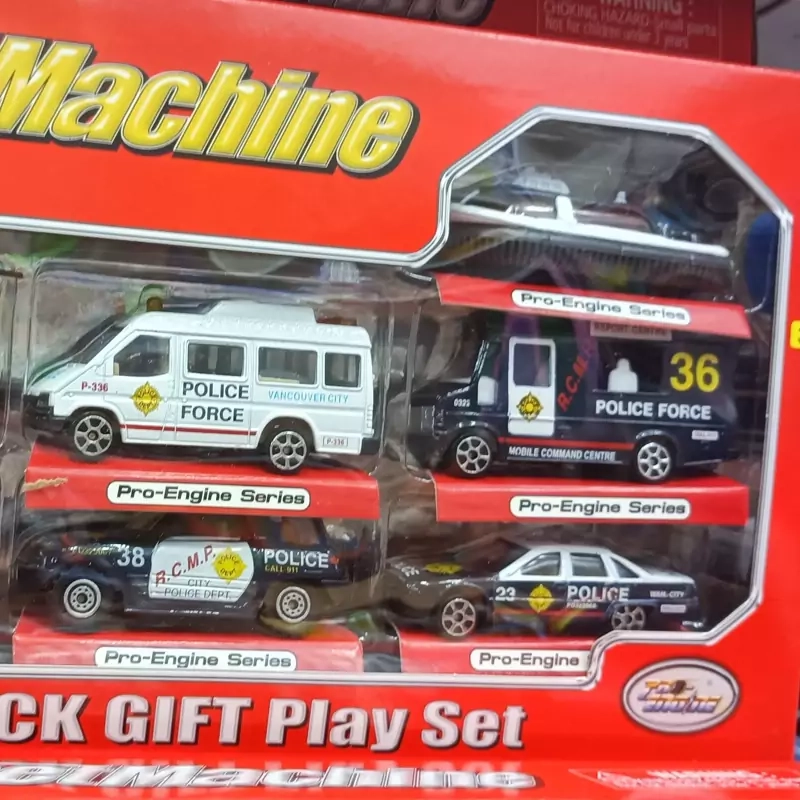 WARNING:
CHOKING HAZARD-Small parts
Not for children under 3 years
Machine
Pro-Engine Series
P-336
POLICE
FORCE
VANCOUVER CITY
P-336
Pro-Engine Series
R.C.M.P.
36
0325
POLICE FORCE
MOBILE COMMAND CENTRE
Pro-Engine Series
38
R.C.M.P.
CITY
POLICE DEPT.
POLICE
CALL 911
Pro-Engine Series
23
POLICE
Pro-Engine
CK GIFT Play Set